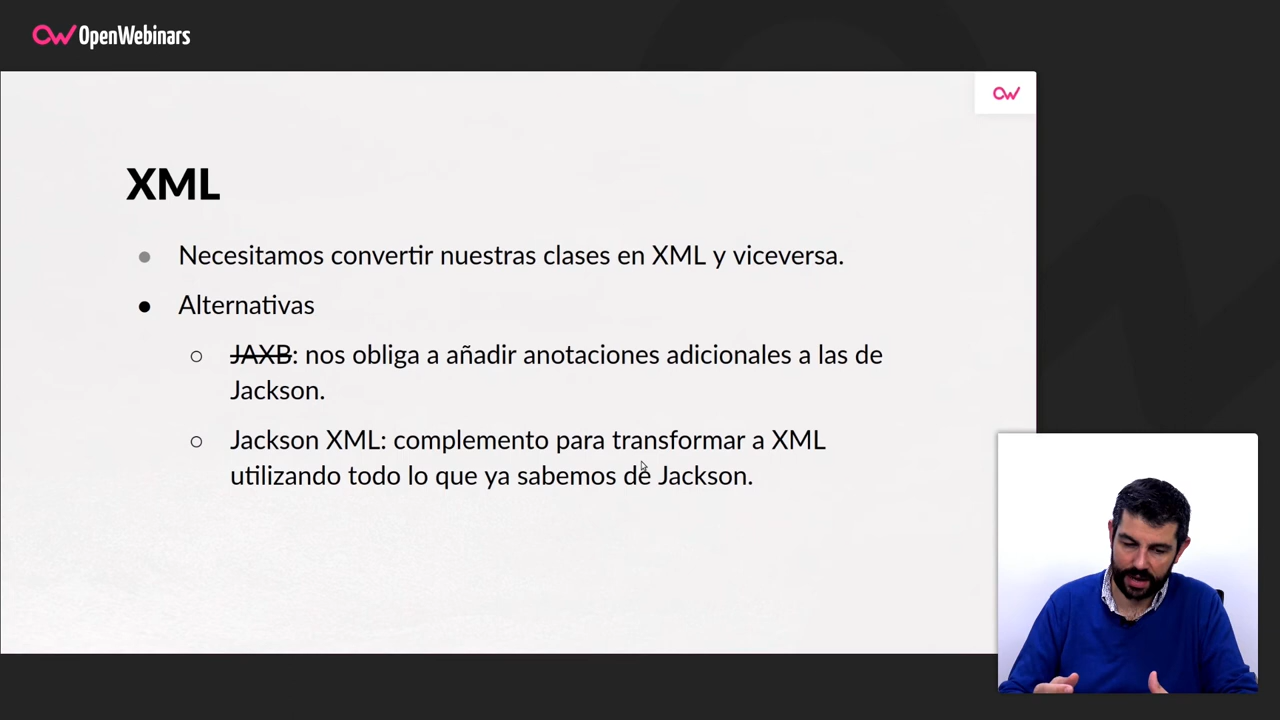 OpenWebinars
XML
Necesitamos convertir nuestras clases en XML y viceversa.
Alternativas
JAXB: nos obliga a añadir anotaciones adicionales a las de
Jackson.
Jackson XML: complemento para transformar a XML
utilizando todo lo que ya sabemos de Jackson.